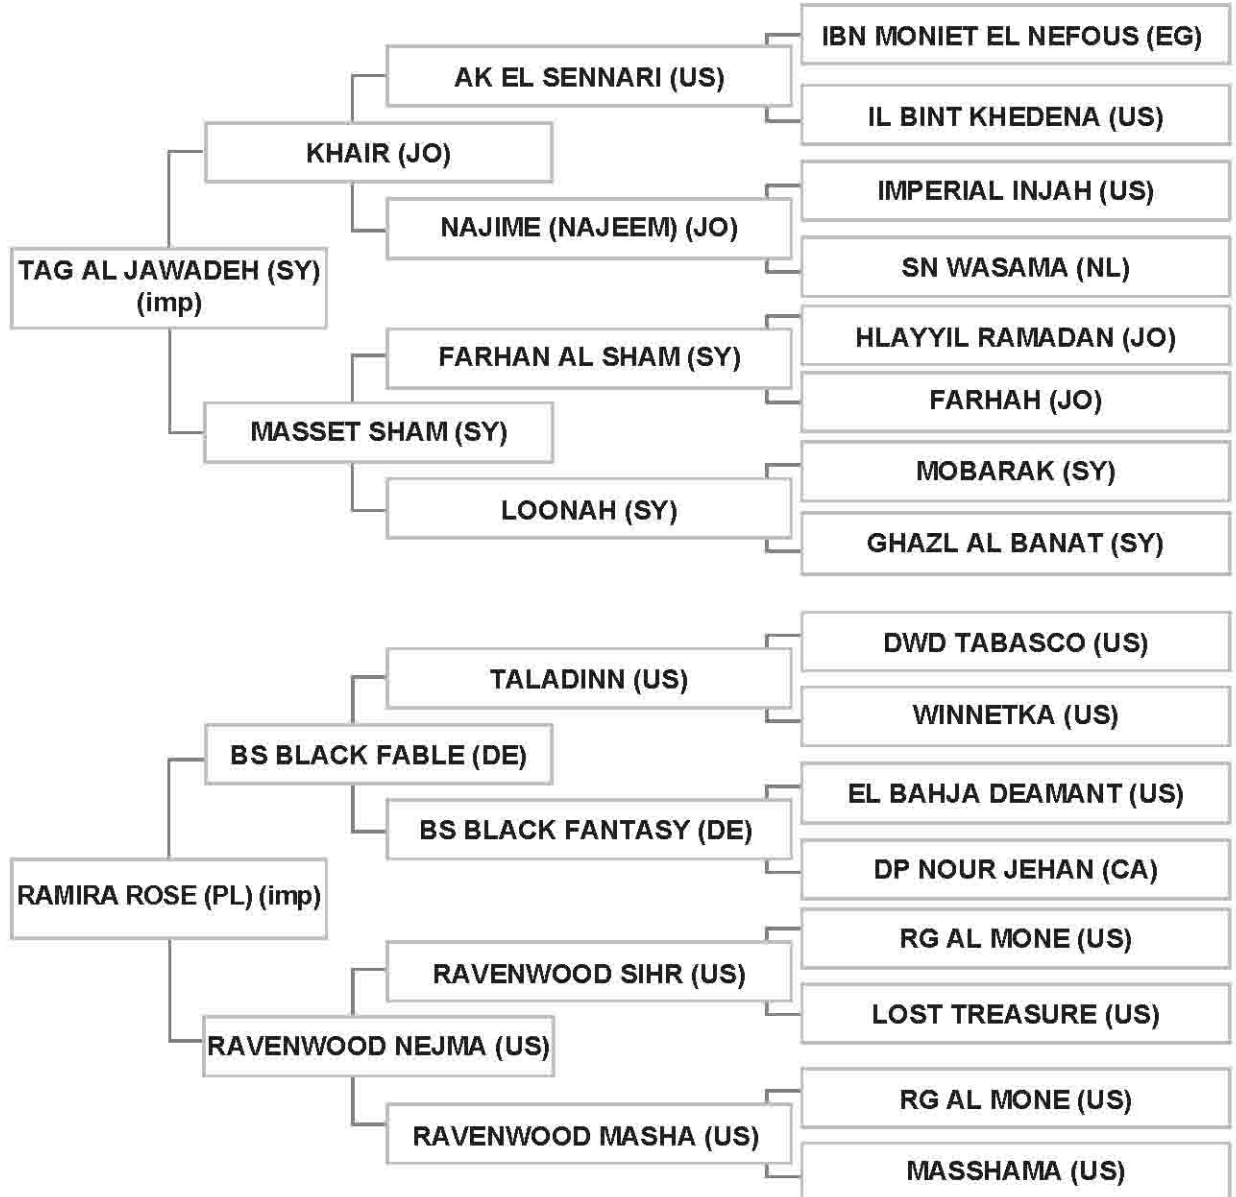 IBN MONIET EL NEFOUS (EG)
AK EL SENNARI (US)
IL BINT KHEDENA (US)
KHAIR (JO)
IMPERIAL INJAH (US)
NAJIME (NAJEEM) (JO)
SN WASAMA (NL)
TAG AL JAWADEH (SY)
(imp)
HLAYYIL RAMADAN (JO)
FARHAN AL SHAM (SY)
FARHAH (JO)
MASSET SHAM (SY)
MOBARAK (SY)
LOONAH (SY)
GHAZL AL BANAT (SY)
DWD TABASCO (US)
TALADINN (US)
WINNETKA (US)
BS BLACK FABLE (DE)
EL BAHJA DEAMANT (US)
BS BLACK FANTASY (DE)
DP NOUR JEHAN (CA)
RAMIRA ROSE (PL) (imp)
RG AL MONE (US)
RAVENWOOD SIHR (US)
LOST TREASURE (US)
RAVENWOOD NEJMA (US)
RG AL MONE (US)
RAVENWOOD MASHA (US)
MASSHAMA (US)